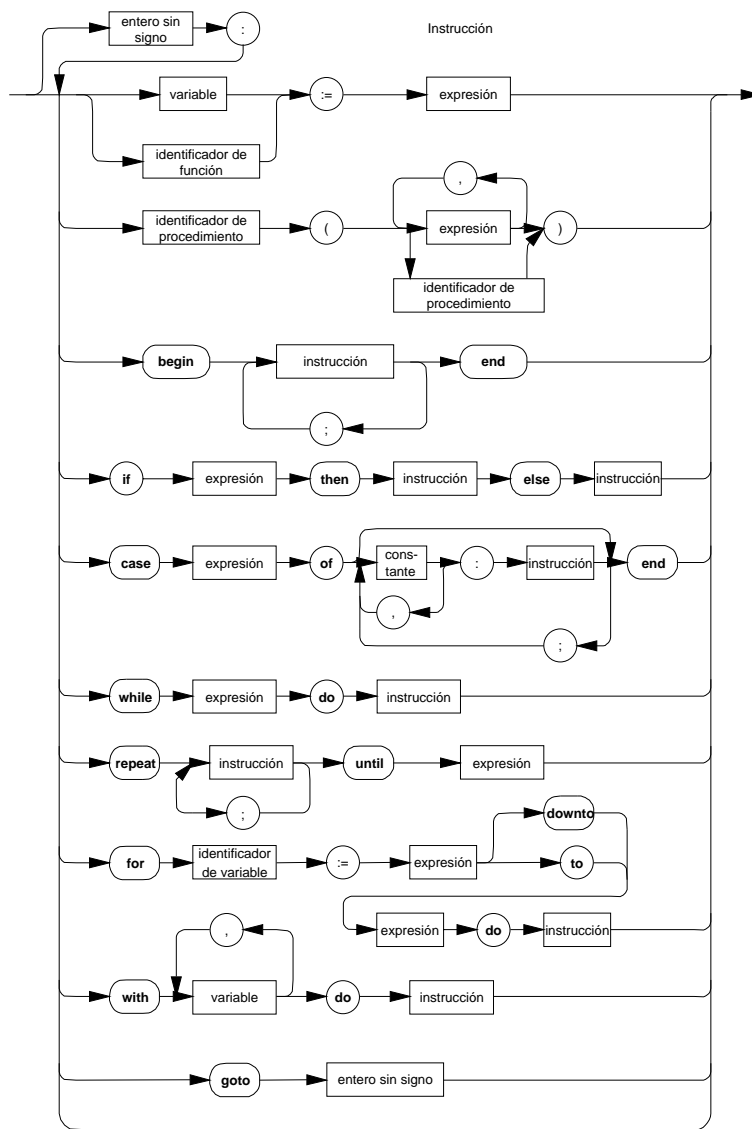 entero sin
signo
:
Instrucción
variable
:=
expresión
identificador de
función
,
identificador de
procedimiento
(
expresión
)
identificador de
procedimiento
begin
instrucción
end
;
if
expresión
then
instrucción
else
instrucción
case
expresión
of
cons-
tante
:
instrucción
end
,
;
while
expresión
do
instrucción
repeat
instrucción
until
expresión
;
downto
for
identificador
de variable
:=
expresión
to
expresión
do
instrucción
,
with
variable
do
instrucción
goto
entero sin signo